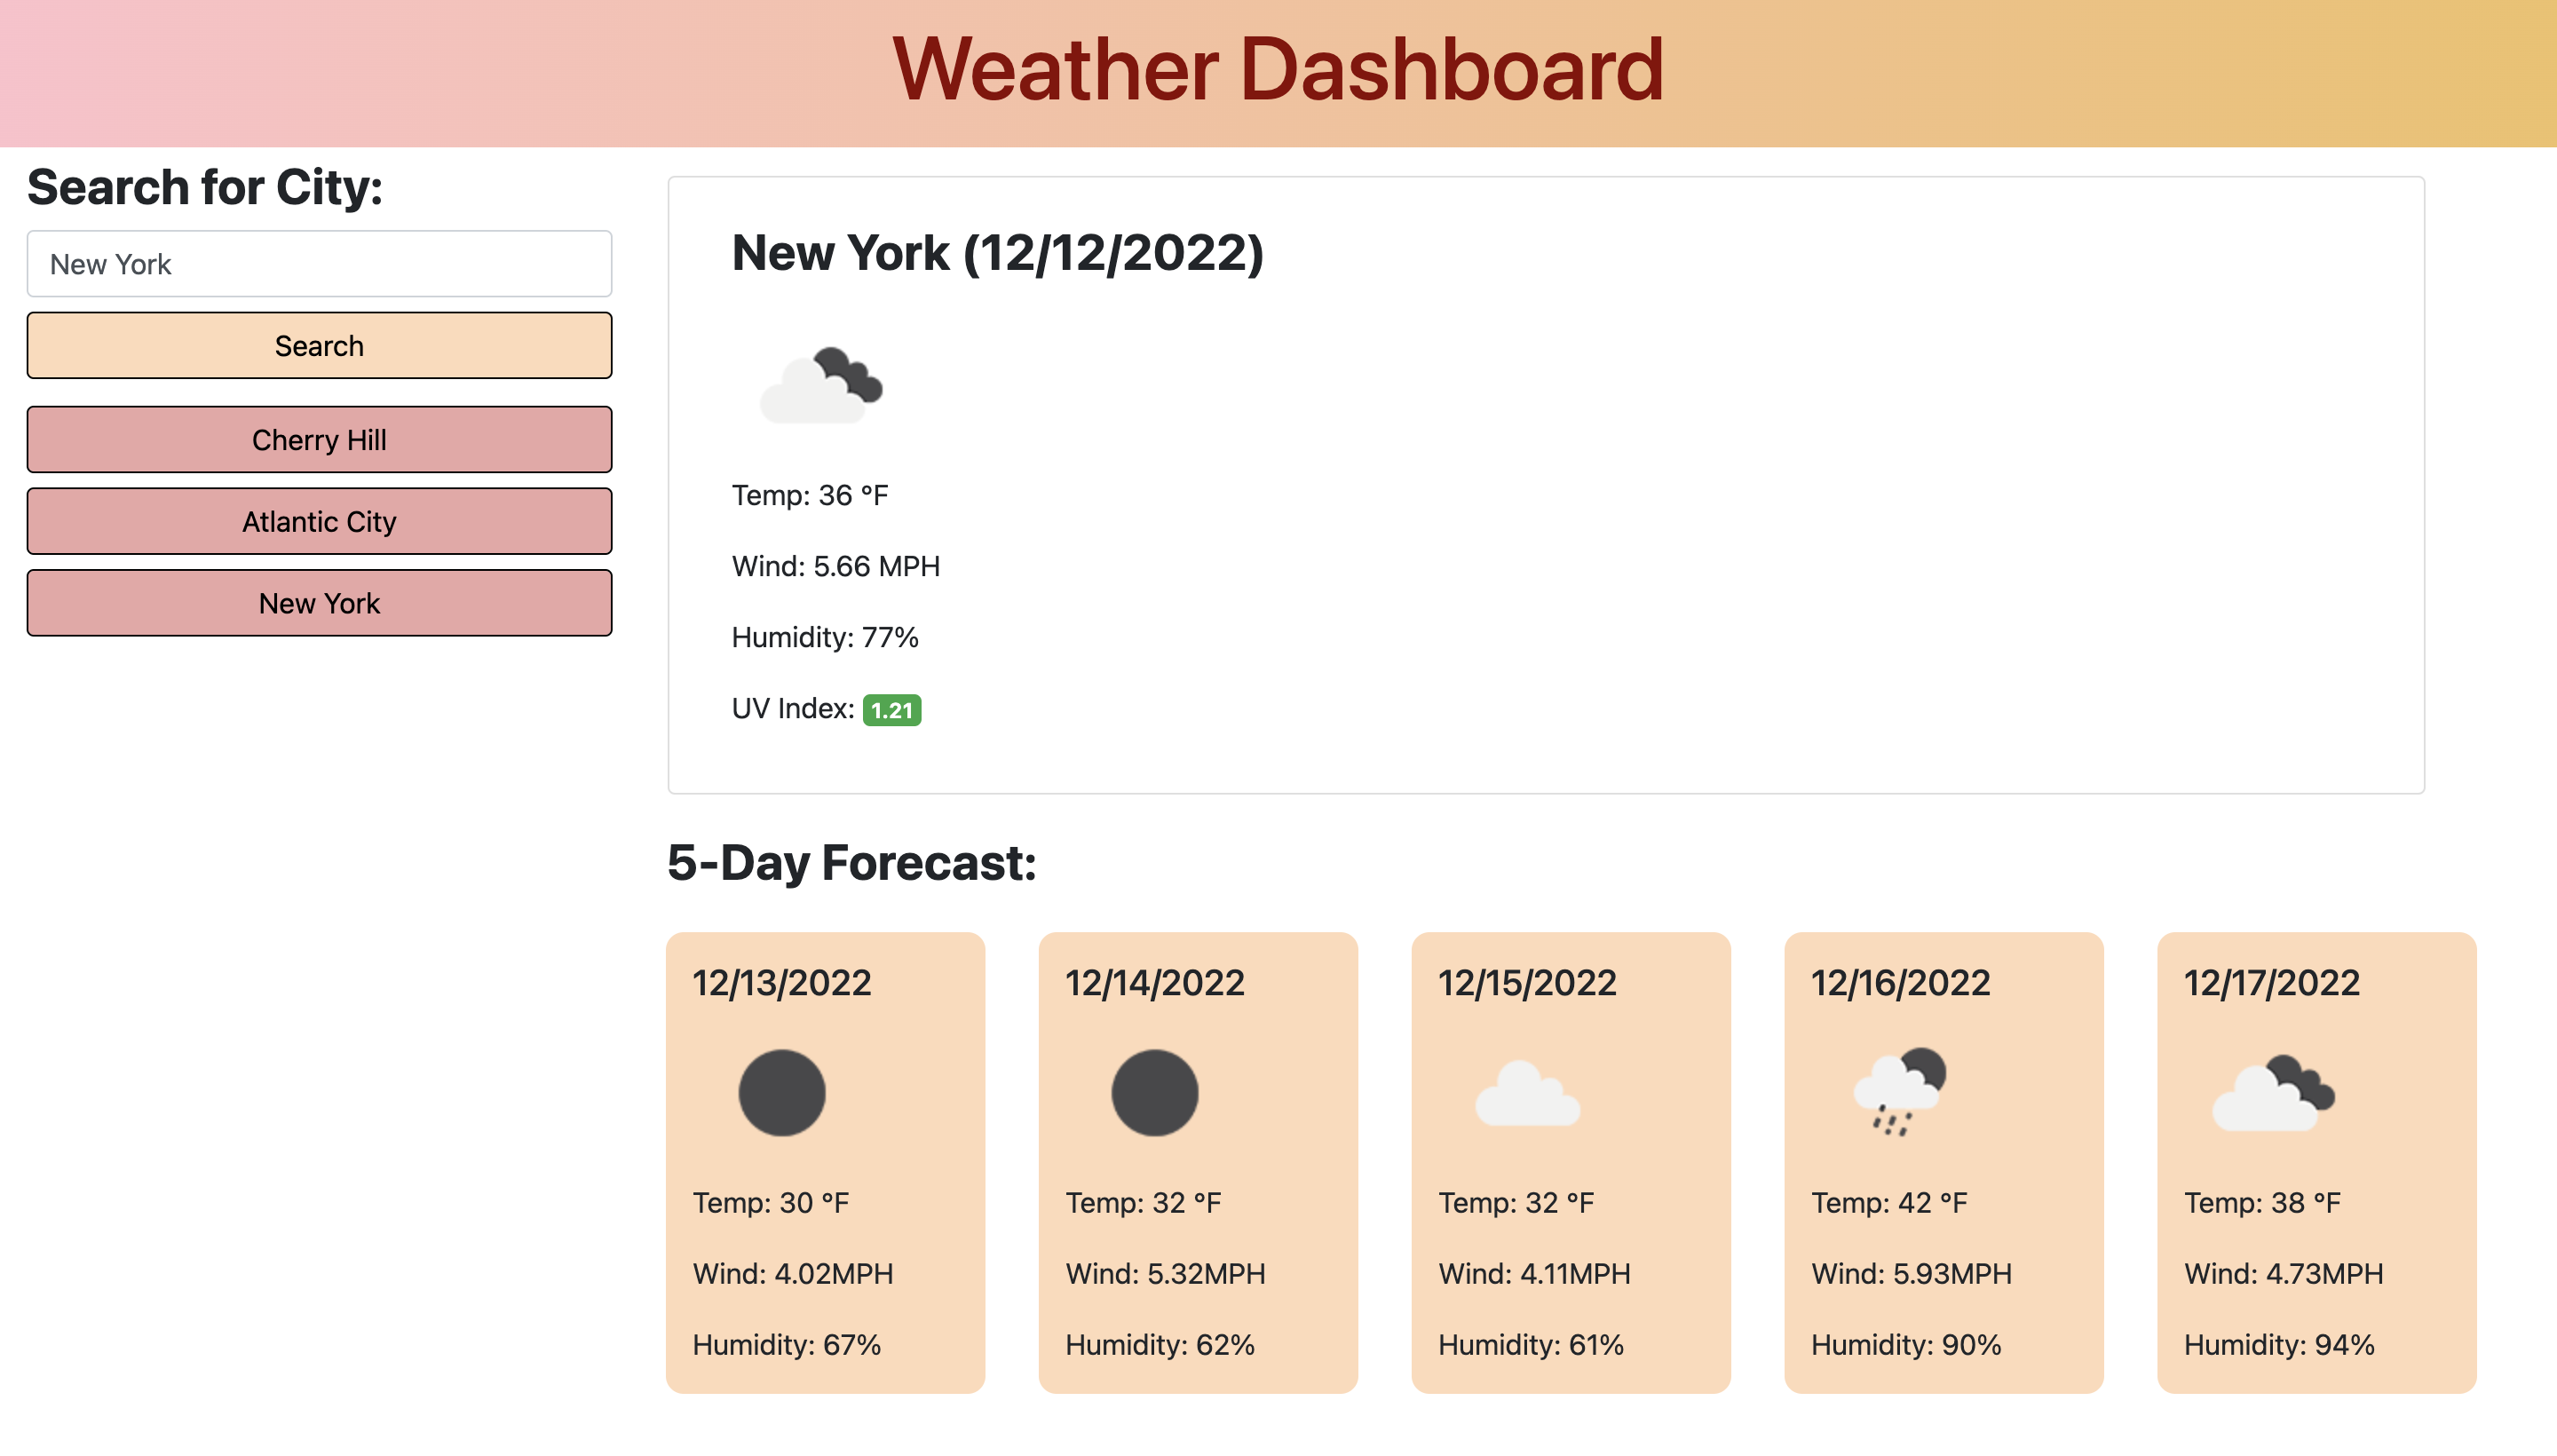 Weather Dashboard
Search for City:
New York
Search
Cherry Hill
Atlantic City
New York
New York (12/12/2022)
Temp: 36 °F
Wind: 5.66 MPH
Humidity: 77%
UV Index: 1.21
5-Day Forecast:
12/13/2022
Temp: 30 °F
Wind: 4.02MPH
Humidity: 67%
12/14/2022
Temp: 32 °F
Wind: 5.32MPH
Humidity: 62%
12/15/2022
Temp: 32 °F
Wind: 4.11MPH
Humidity: 61%
12/16/2022
Temp: 42 °F
Wind: 5.93MPH
Humidity: 90%
12/17/2022
Temp: 38 °F
Wind: 4.73MPH
Humidity: 94%